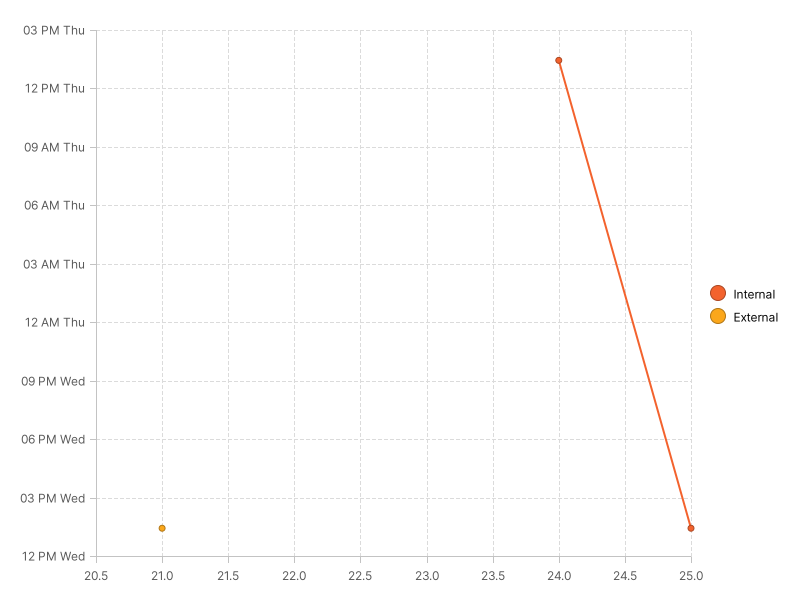 03 PM Thu
12 PM Thu
09 AM Thu
06 AM Thu
03 AM Thu
12 AM Thu
09 PM Wed
06 PM Wed
03 PM Wed
12 PM Wed
20.5 21.0 21.5 22.0 22.5 23.0 23.5 24.0 24.5 25.0
Internal
External